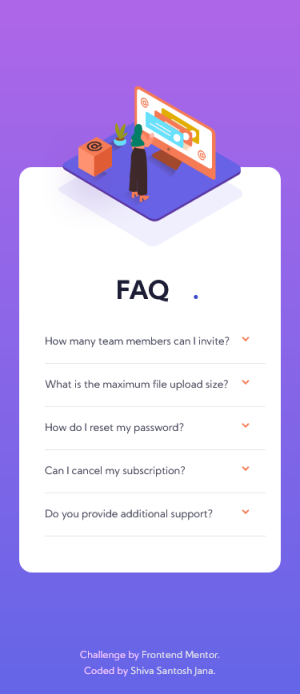 FAQ .
How many team members can I invite?
What is the maximum file upload size?
How do I reset my password?
Can I cancel my subscription?
Do you provide additional support?
Challenge by Frontend Mentor.
Coded by Shiva Santosh Jana.